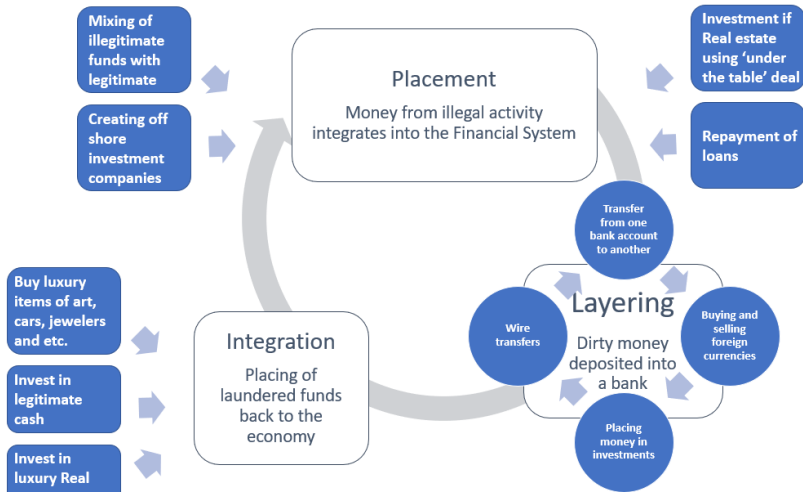 Mixing of
illegitimate
funds with
legitimate
Creating off
shore
investment
companies
Placement
Money from illegal activity
integrates into the Financial System
Investment if
Real estate
using ‘under
the table’ deal
Repayment of
loans
Transfer
from one
bank account
to another
Layering
Dirty money
deposited into
a bank
Wire
transfers
Buying and
selling
foreign
currencies
Placing
money in
investments
Integration
Placing of
laundered funds
back to the
economy
Buy luxury
items of art,
cars, jewelers
and etc.
Invest in
legitimate
cash
Invest in
luxury Real